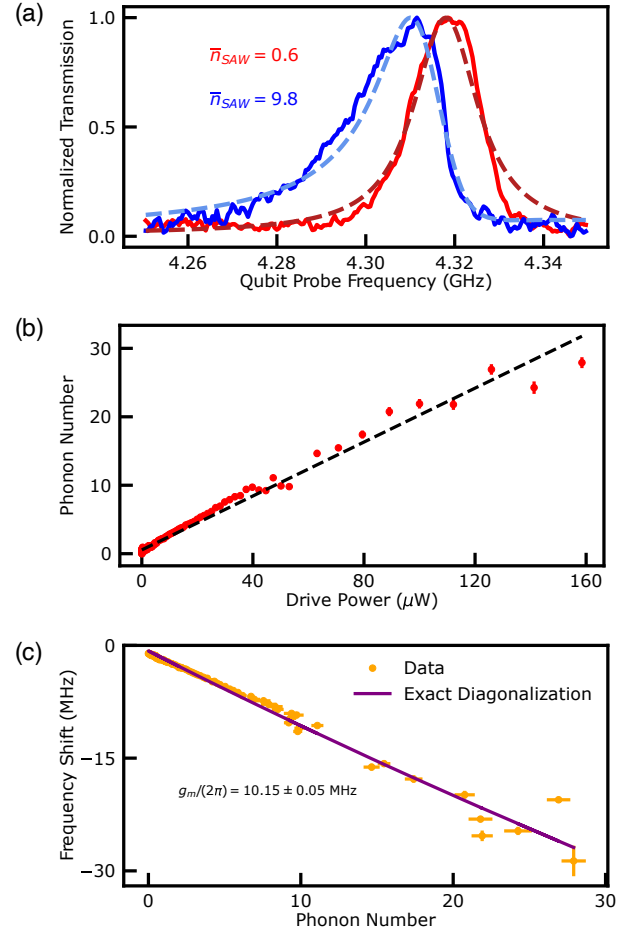 (a)
Normalized Transmission
1.0
0.5
0.0
n̅_SAW = 0.6
n̅_SAW = 9.8
4.26 4.28 4.30 4.32 4.34
Qubit Probe Frequency (GHz)
(b)
Phonon Number
30
20
10
0
0 40 80 120 160
Drive Power (μW)
(c)
Frequency Shift (MHz)
0
−15
−30
Data
Exact Diagonalization
g_m/(2π) = 10.15 ± 0.05 MHz
0 10 20 30
Phonon Number